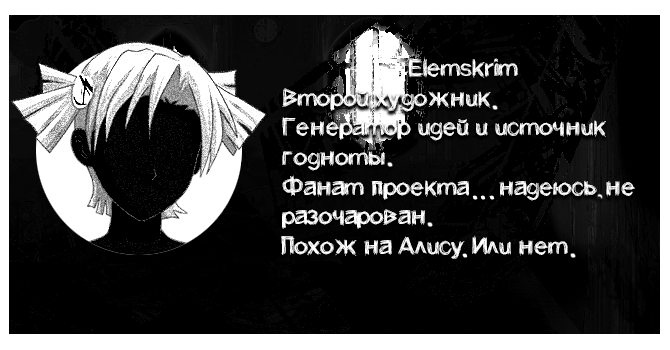 Elemskrim
Второй художник.
Генератор идей и источник
годноты.
Фанат проекта... надеюсь, не
разочарован.
Похож на Алису. Или нет.